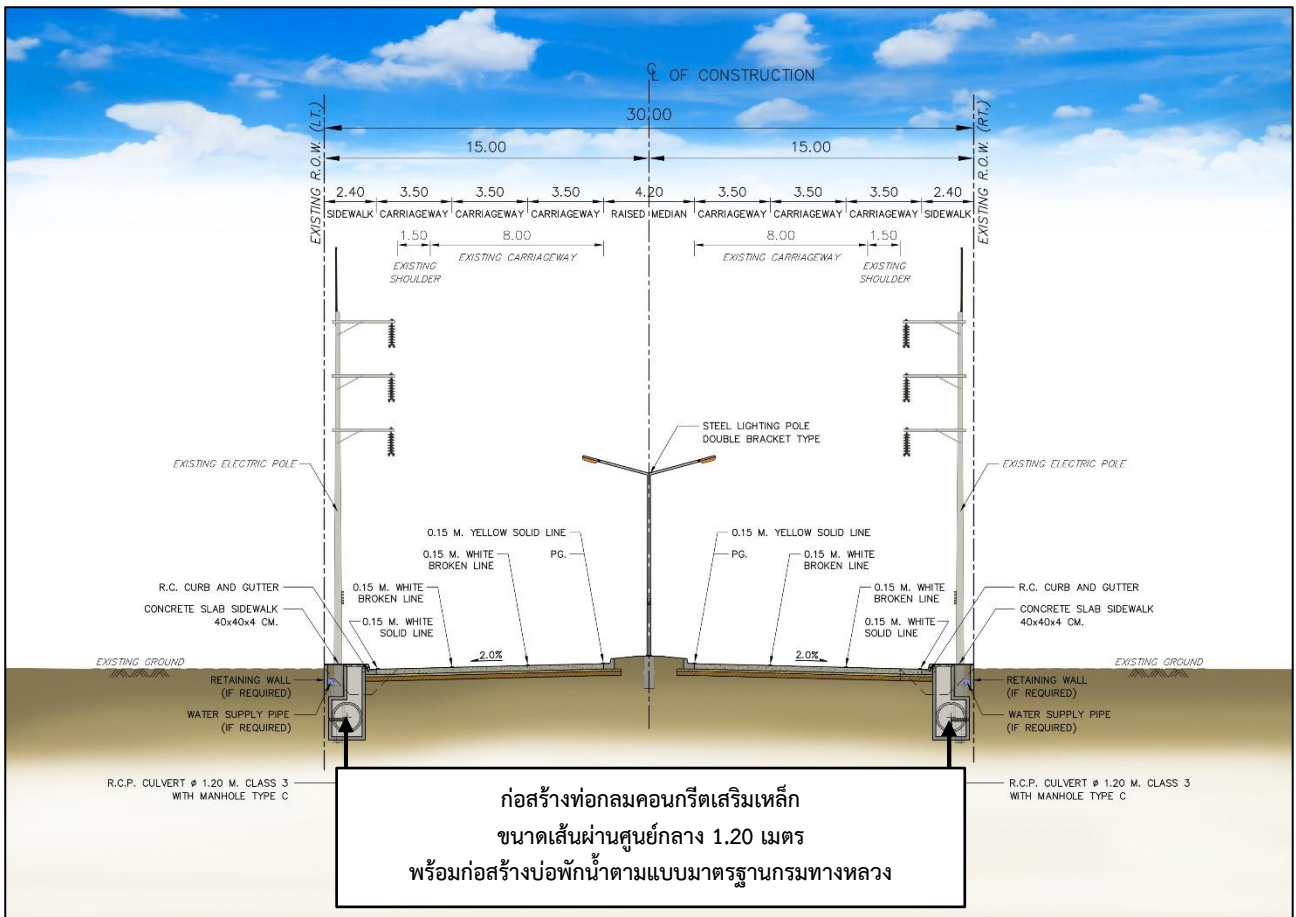 ℄ OF CONSTRUCTION
30.00
15.00 15.00
EXISTING R.O.W. (LT.)
EXISTING R.O.W. (RT.)
2.40 3.50 3.50 3.50 4.20 3.50 3.50 3.50 2.40
SIDEWALK CARRIAGEWAY CARRIAGEWAY CARRIAGEWAY RAISED MEDIAN CARRIAGEWAY CARRIAGEWAY CARRIAGEWAY SIDEWALK
1.50 8.00 8.00 1.50
EXISTING
SHOULDER
EXISTING CARRIAGEWAY
EXISTING CARRIAGEWAY
EXISTING
SHOULDER
STEEL LIGHTING POLE
DOUBLE BRACKET TYPE
EXISTING ELECTRIC POLE
EXISTING ELECTRIC POLE
0.15 M. YELLOW SOLID LINE
0.15 M. YELLOW SOLID LINE
0.15 M. WHITE
BROKEN LINE
PG.
PG.
0.15 M. WHITE
BROKEN LINE
R.C. CURB AND GUTTER
0.15 M. WHITE
BROKEN LINE
0.15 M. WHITE
BROKEN LINE
R.C. CURB AND GUTTER
CONCRETE SLAB SIDEWALK
40x40x4 CM.
0.15 M. WHITE
SOLID LINE
0.15 M. WHITE
SOLID LINE
CONCRETE SLAB SIDEWALK
40x40x4 CM.
2.0%
2.0%
EXISTING GROUND
EXISTING GROUND
RETAINING WALL
(IF REQUIRED)
RETAINING WALL
(IF REQUIRED)
WATER SUPPLY PIPE
(IF REQUIRED)
WATER SUPPLY PIPE
(IF REQUIRED)
R.C.P. CULVERT ø 1.20 M. CLASS 3
WITH MANHOLE TYPE C
R.C.P. CULVERT ø 1.20 M. CLASS 3
WITH MANHOLE TYPE C
ก่อสร้างท่อกลมคอนกรีตเสริมเหล็ก
ขนาดเส้นผ่านศูนย์กลาง 1.20 เมตร
พร้อมก่อสร้างบ่อพักน้ำตามแบบมาตรฐานกรมทางหลวง